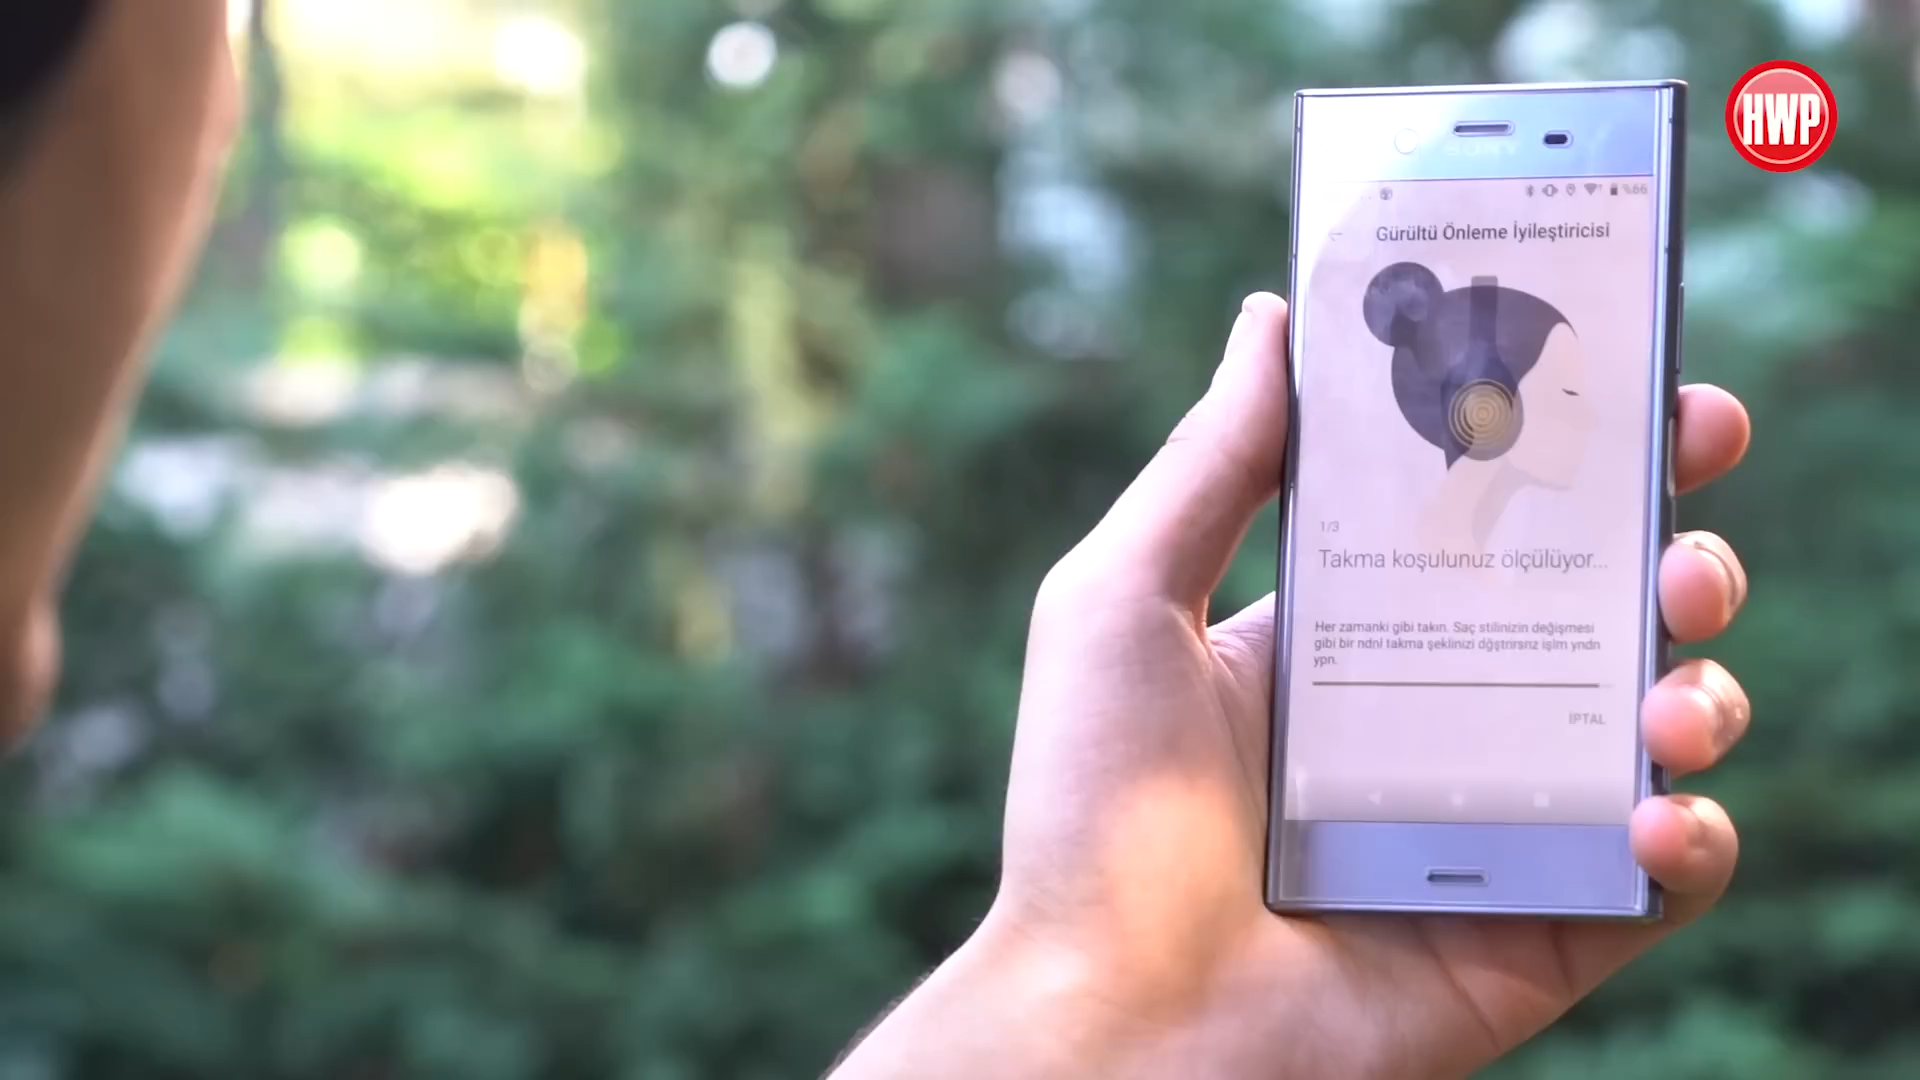 HWP
SONY
%66
Gürültü Önleme İyileştiricisi
1/3
Takma koşulunuz ölçülüyor...
Her zamanki gibi takın. Saç stilinizin değişmesi
gibi bir ndnl takma şeklinizi dğştrirsnz işlm yndn
ypn.
İPTAL